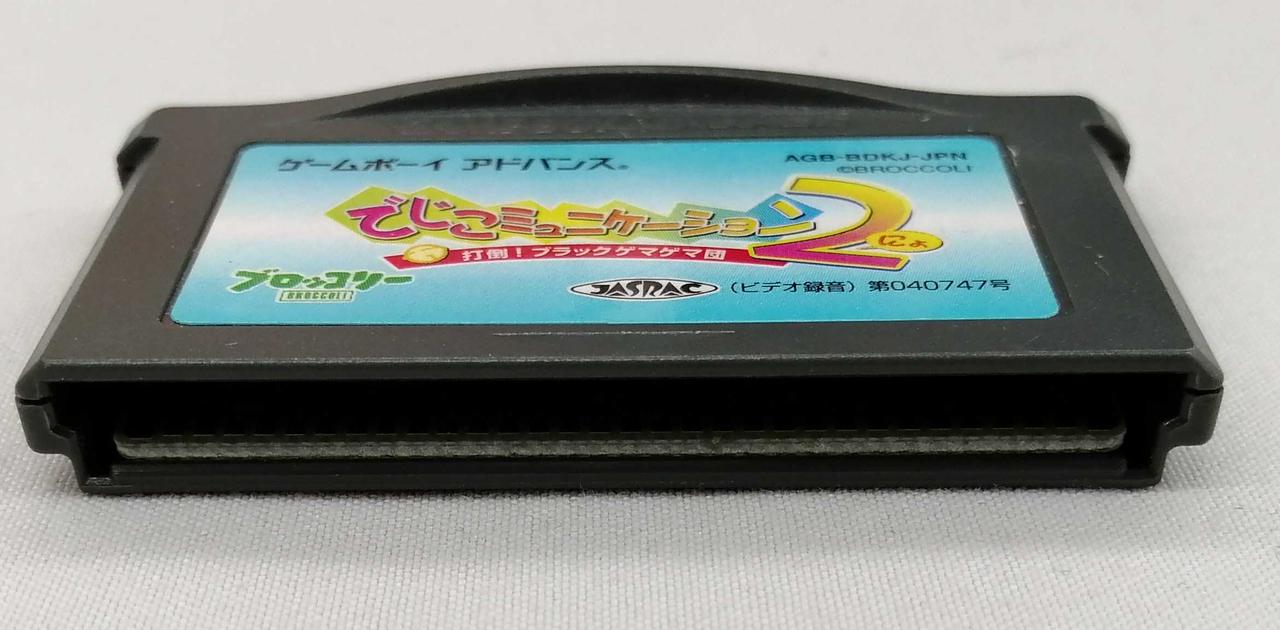 ゲームボーイ アドバンス®
AGB-BDKJ-JPN
©BROCCOLI
でじこミュニケーション2
にょ
打倒！ブラックゲマゲマ団
ブロッコリー
BROCCOLI
JASRAC (ビデオ録音) 第040747号